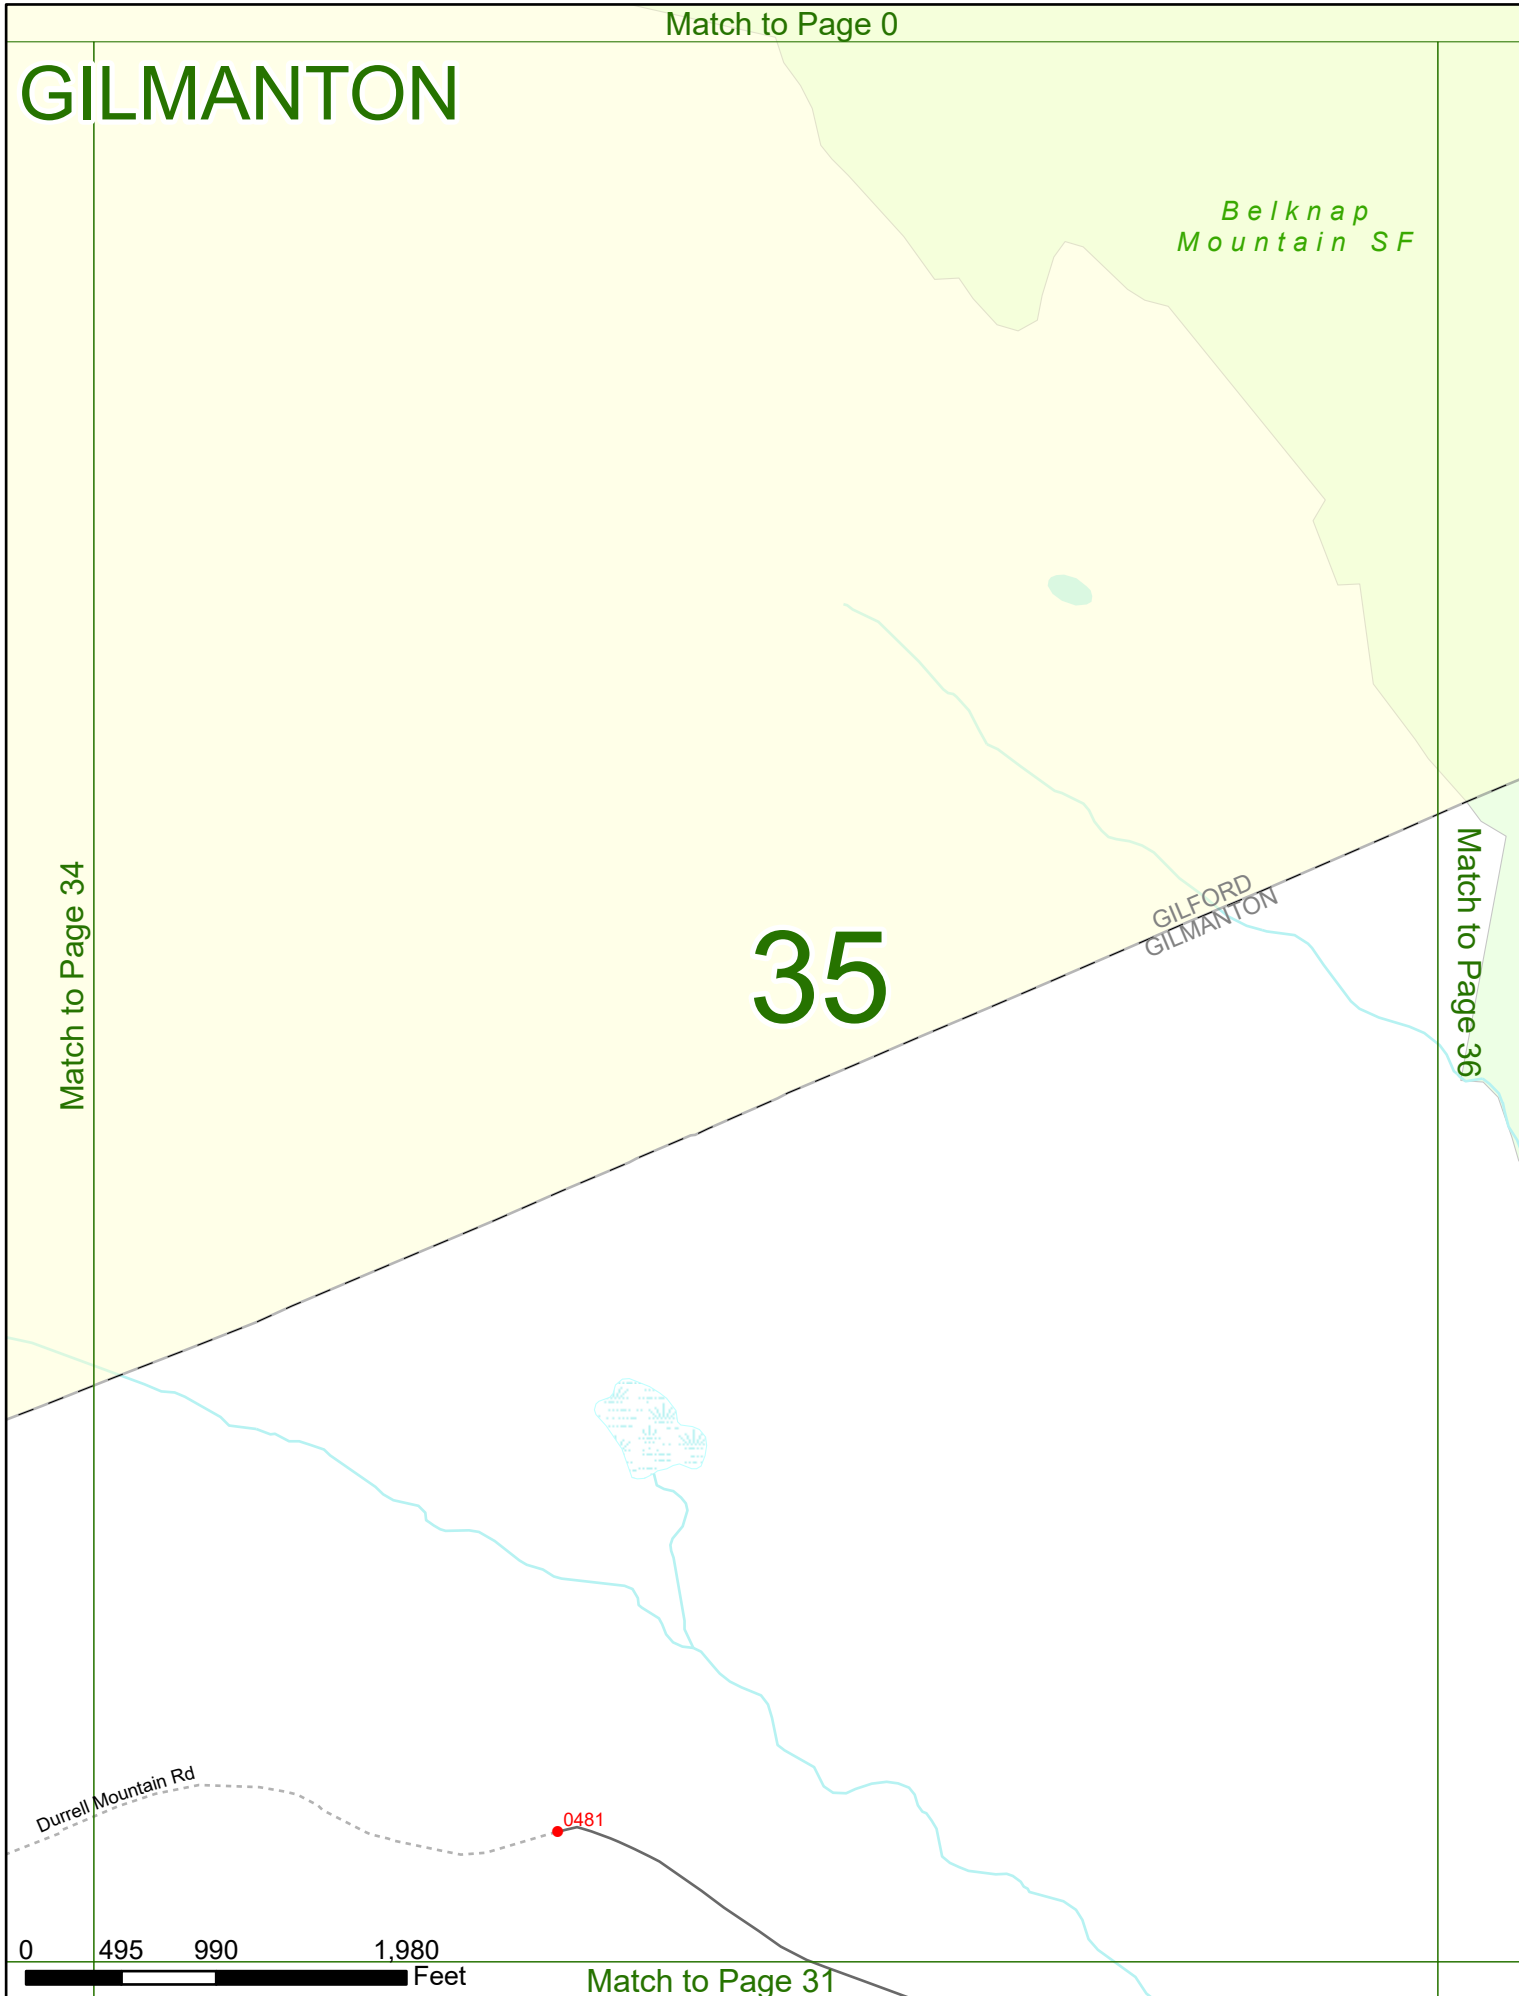 Match to Page 0
GILMANTON
Belknap
Mountain SF
Match to Page 34
35
GILFORD
GILMANTON
Match to Page 36
Durrell Mountain Rd
0481
0 495 990 1,980
Feet
Match to Page 31